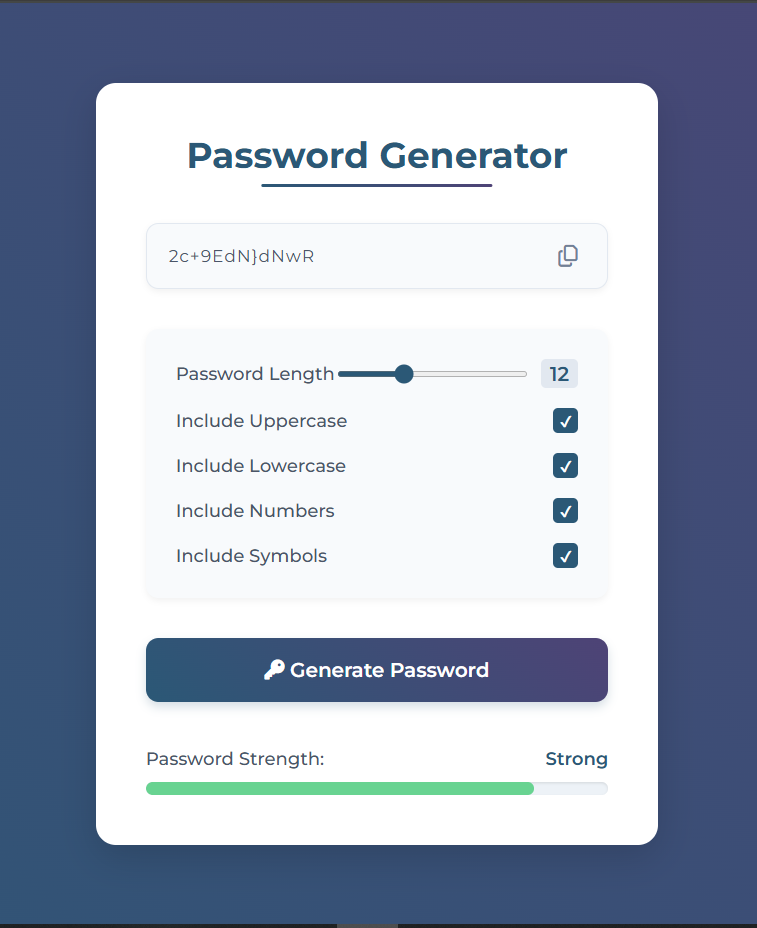 Password Generator
2c+9EdN}dNwR
Password Length 12
Include Uppercase
Include Lowercase
Include Numbers
Include Symbols
Generate Password
Password Strength: Strong